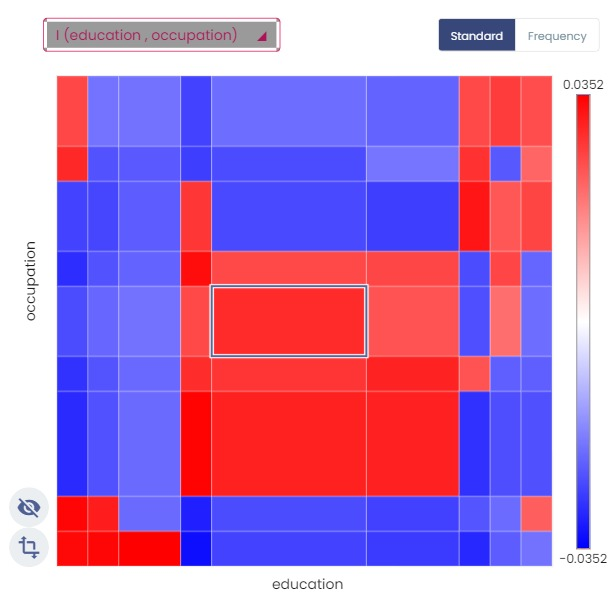 I (education , occupation)
Standard
Frequency
0.0352
occupation
-0.0352
education